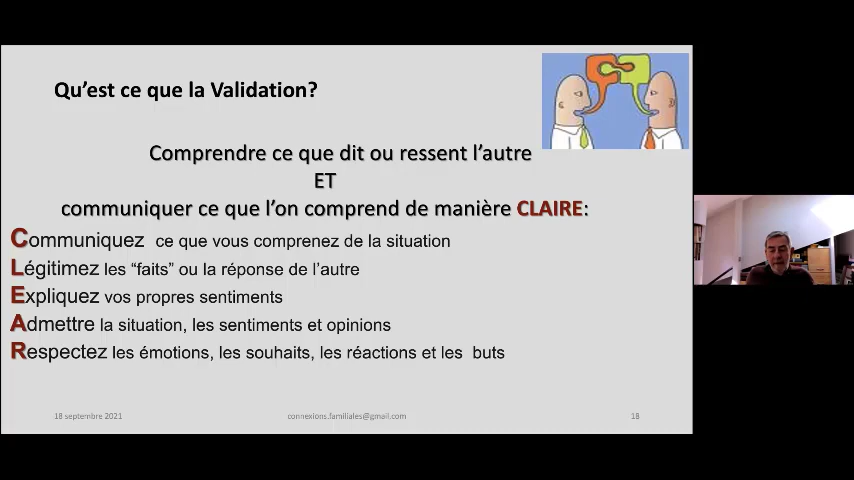 Qu’est ce que la Validation?
Comprendre ce que dit ou ressent l’autre
ET
communiquer ce que l’on comprend de manière CLAIRE:
Communiquez ce que vous comprenez de la situation
Légitimez les “faits” ou la réponse de l’autre
Expliquez vos propres sentiments
Admettre la situation, les sentiments et opinions
Respectez les émotions, les souhaits, les réactions et les buts
18 septembre 2021
connexions.familiales@gmail.com
18